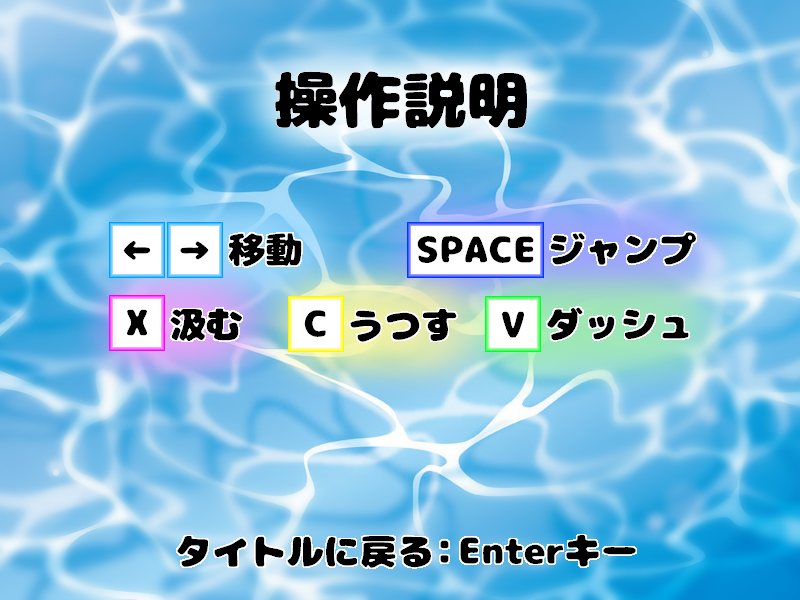 操作説明
← → 移動 SPACE ジャンプ
X 汲む C うつす V ダッシュ
タイトルに戻る：Enterキー